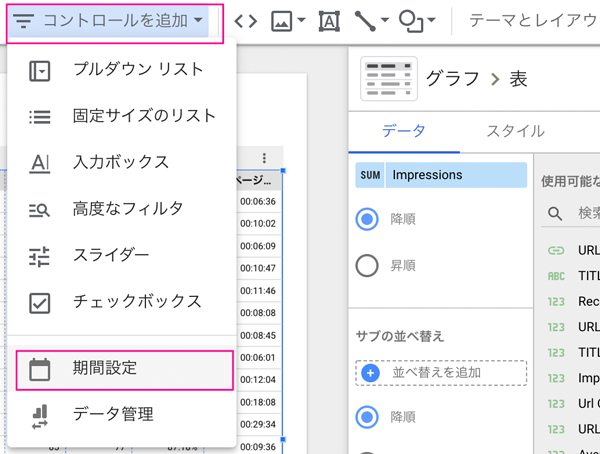 コントロールを追加
テーマとレイアウ
プルダウン リスト
固定サイズのリスト
入力ボックス
高度なフィルタ
スライダー
チェックボックス
期間設定
データ管理
ページ...
00:06:36
00:10:02
00:06:09
00:10:47
00:11:46
00:08:08
00:08:45
00:06:01
00:12:04
00:18:08
00:29:34
77
00:09:36
グラフ > 表
データ
スタイル
SUM Impressions
降順
昇順
サブの並べ替え
並べ替えを追加
降順
使用可能な
検索
URL
ABC TITL
123 Rec
123 URL
123 TITL
123 Imp
123 Url C
123 URL